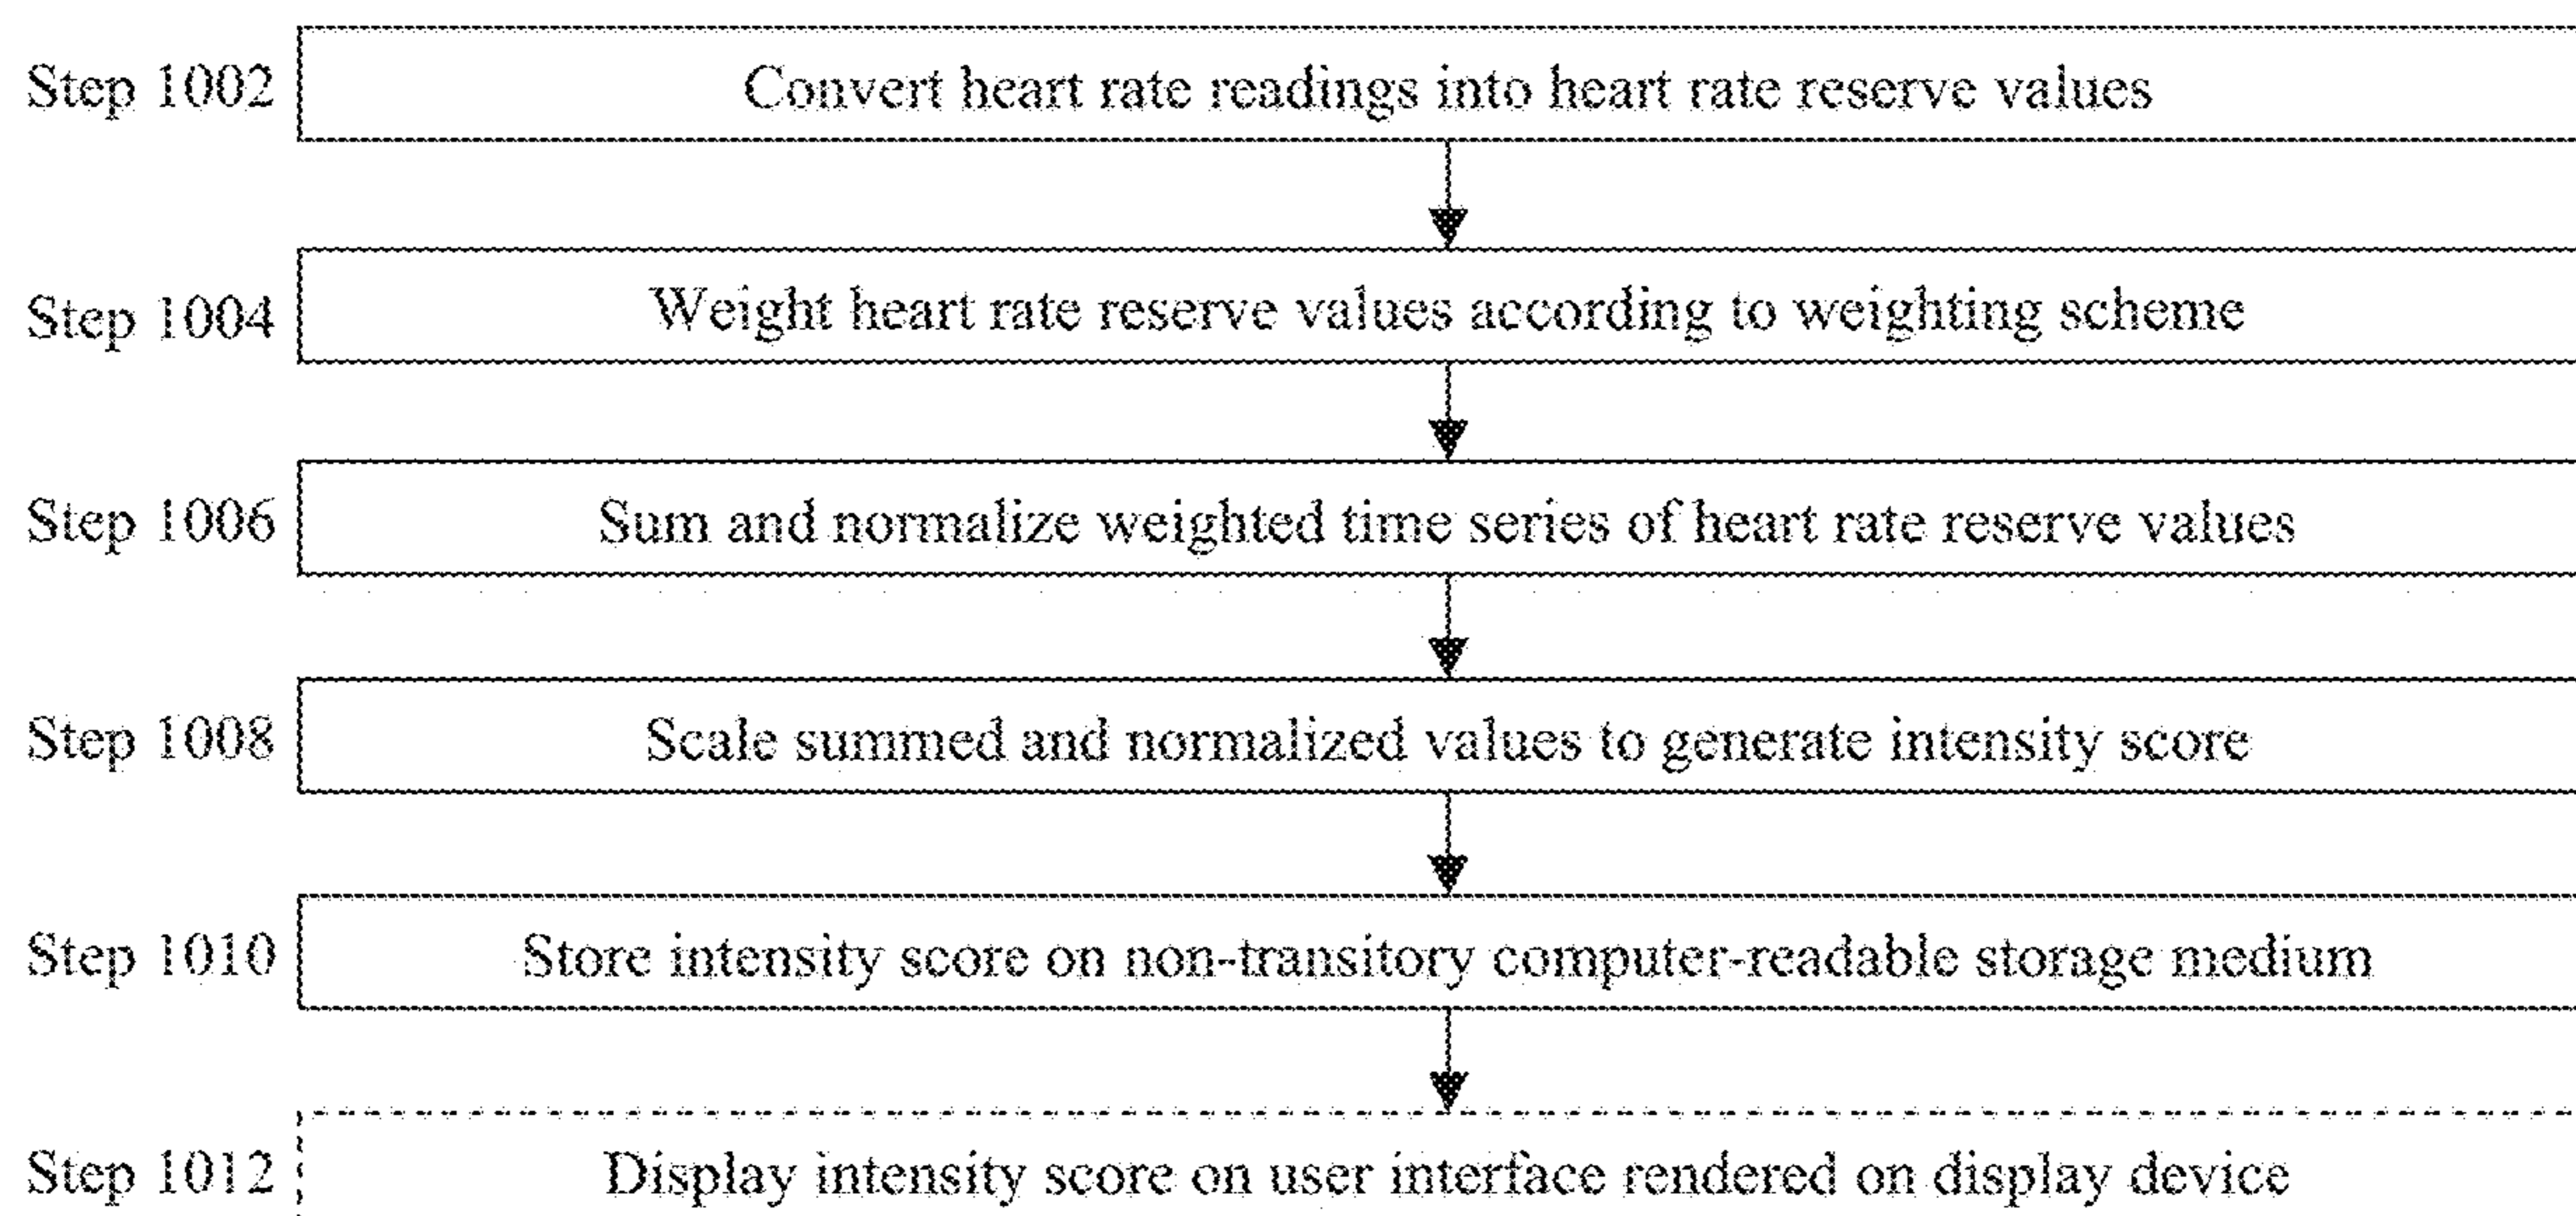 Step 1002 Convert heart rate readings into heart rate reserve values
Step 1004 Weight heart rate reserve values according to weighting scheme
Step 1006 Sum and normalize weighted time series of heart rate reserve values
Step 1008 Scale summed and normalized values to generate intensity score
Step 1010 Store intensity score on non-transitory computer-readable storage medium
Step 1012 Display intensity score on user interface rendered on display device